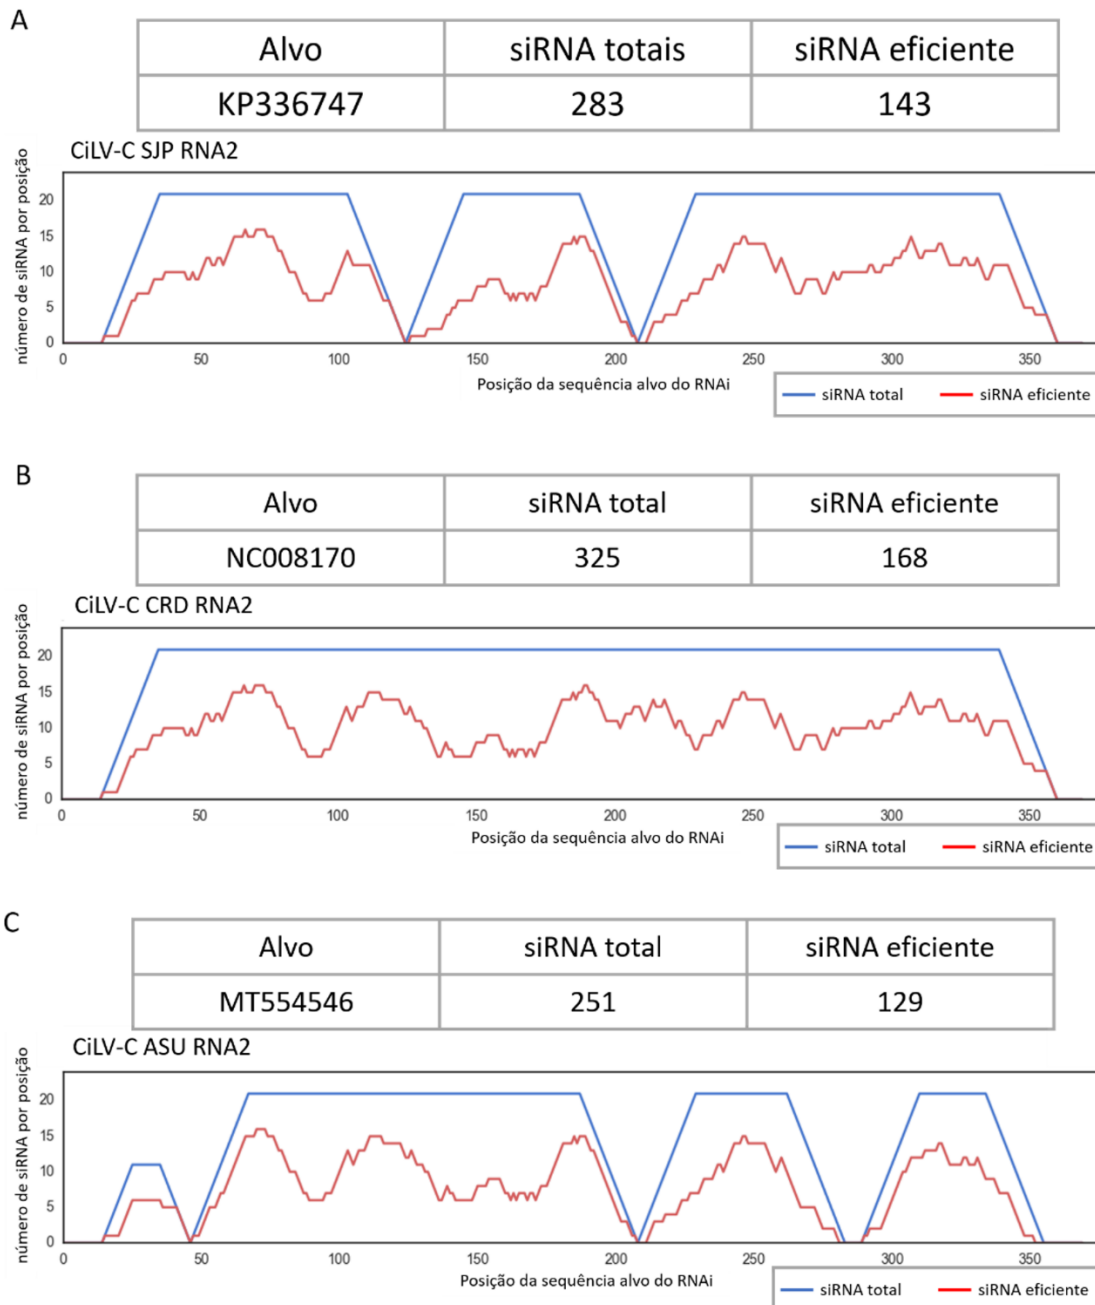 A
Alvo siRNA totais siRNA eficiente
KP336747 283 143
CiLV-C SJP RNA2
número de siRNA por posição
20
15
10
5
0
0 50 100 150 200 250 300 350
Posição da sequência alvo do RNAi
siRNA total siRNA eficiente
B
Alvo siRNA total siRNA eficiente
NC008170 325 168
CiLV-C CRD RNA2
número de siRNA por posição
20
15
10
5
0
0 50 100 150 200 250 300 350
Posição da sequência alvo do RNAi
siRNA total siRNA eficiente
C
Alvo siRNA total siRNA eficiente
MT554546 251 129
CiLV-C ASU RNA2
número de siRNA por posição
20
15
10
5
0
0 50 100 150 200 250 300 350
Posição da sequência alvo do RNAi
siRNA total siRNA eficiente